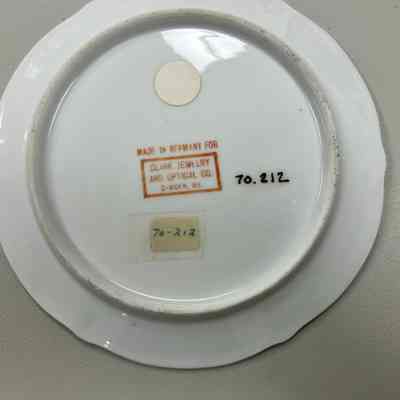 MADE IN GERMANY FOR
CLARK JEWELRY
AND OPTICAL CO.
70.212
70-212